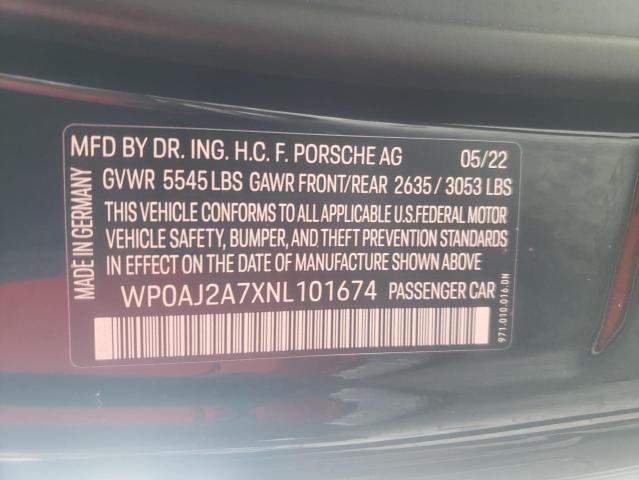 MFD BY DR. ING. H.C. F. PORSCHE AG 05/22
GVWR 5545 LBS GAWR FRONT/REAR 2635 / 3053 LBS
THIS VEHICLE CONFORMS TO ALL APPLICABLE U.S. FEDERAL MOTOR
VEHICLE SAFETY, BUMPER, AND THEFT PREVENTION STANDARDS
IN EFFECT ON THE DATE OF MANUFACTURE SHOWN ABOVE.
WP0AJ2A7XNL101674 PASSENGER CAR
MADE IN GERMANY
971.010.016.DN